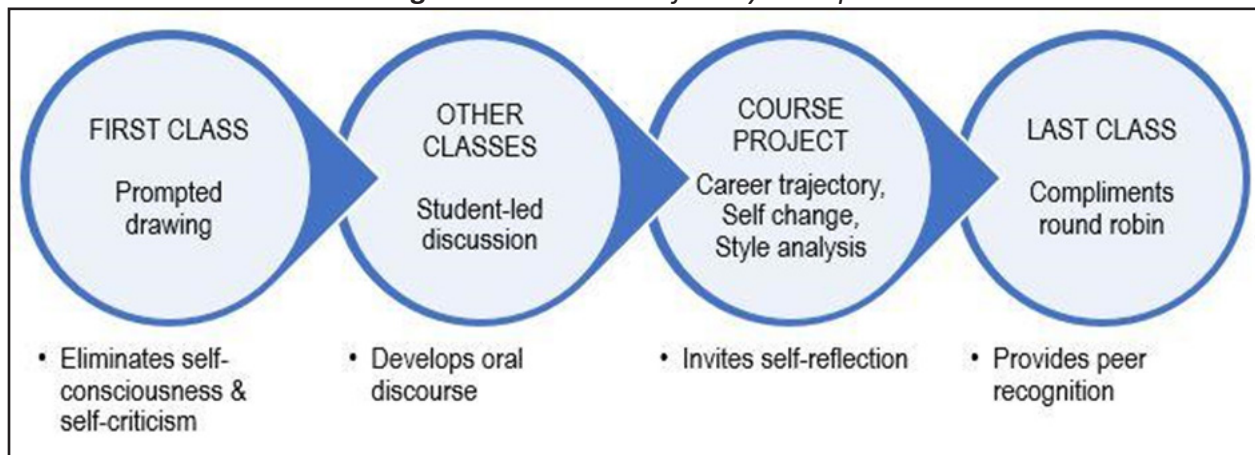 FIRST CLASS
Prompted
drawing
• Eliminates self-
consciousness &
self-criticism
OTHER
CLASSES
Student-led
discussion
• Develops oral
discourse
COURSE
PROJECT
Career trajectory,
Self change,
Style analysis
• Invites self-reflection
LAST CLASS
Compliments
round robin
• Provides peer
recognition